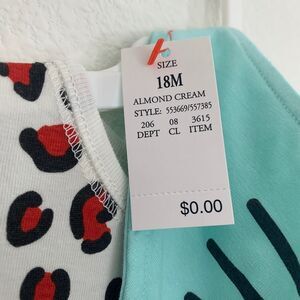 SIZE
18M
ALMOND CREAM
STYLE: 553669/557385
206 08 3615
DEPT CL ITEM
$0.00